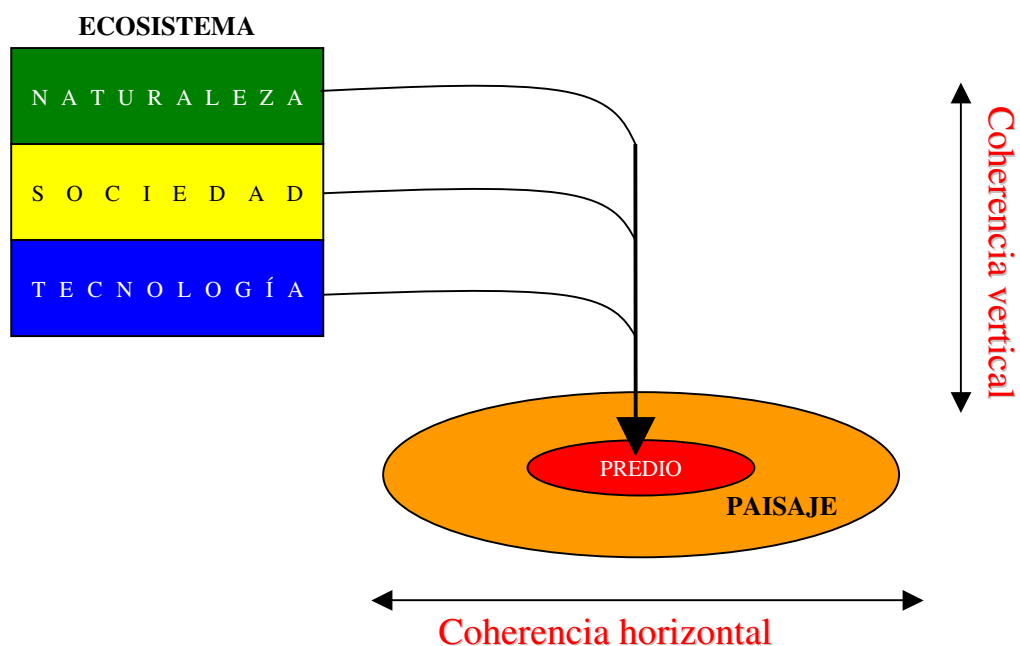 ECOSISTEMA
N A T U R A L E Z A
S O C I E D A D
T E C N O L O G Í A
Coherencia vertical
PREDIO
PAISAJE
Coherencia horizontal